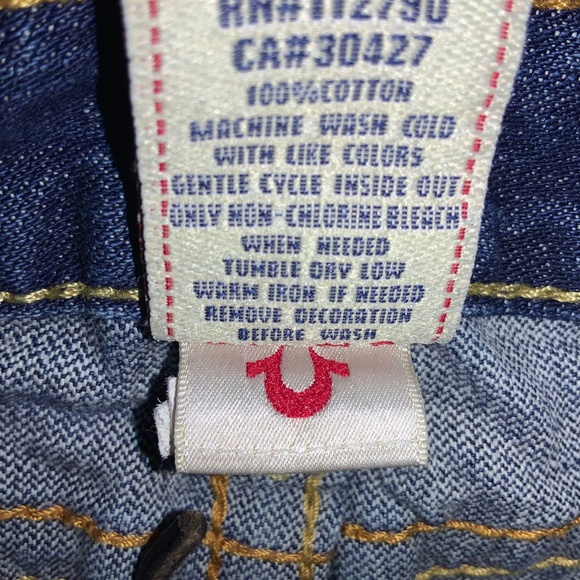 RN#112790
CA#30427
100%COTTON
MACHINE WASH COLD
WITH LIKE COLORS
GENTLE CYCLE INSIDE OUT
ONLY NON-CHLORINE BLEACH
WHEN NEEDED
TUMBLE DRY LOW
WARM IRON IF NEEDED
REMOVE DECORATION
BEFORE WASH